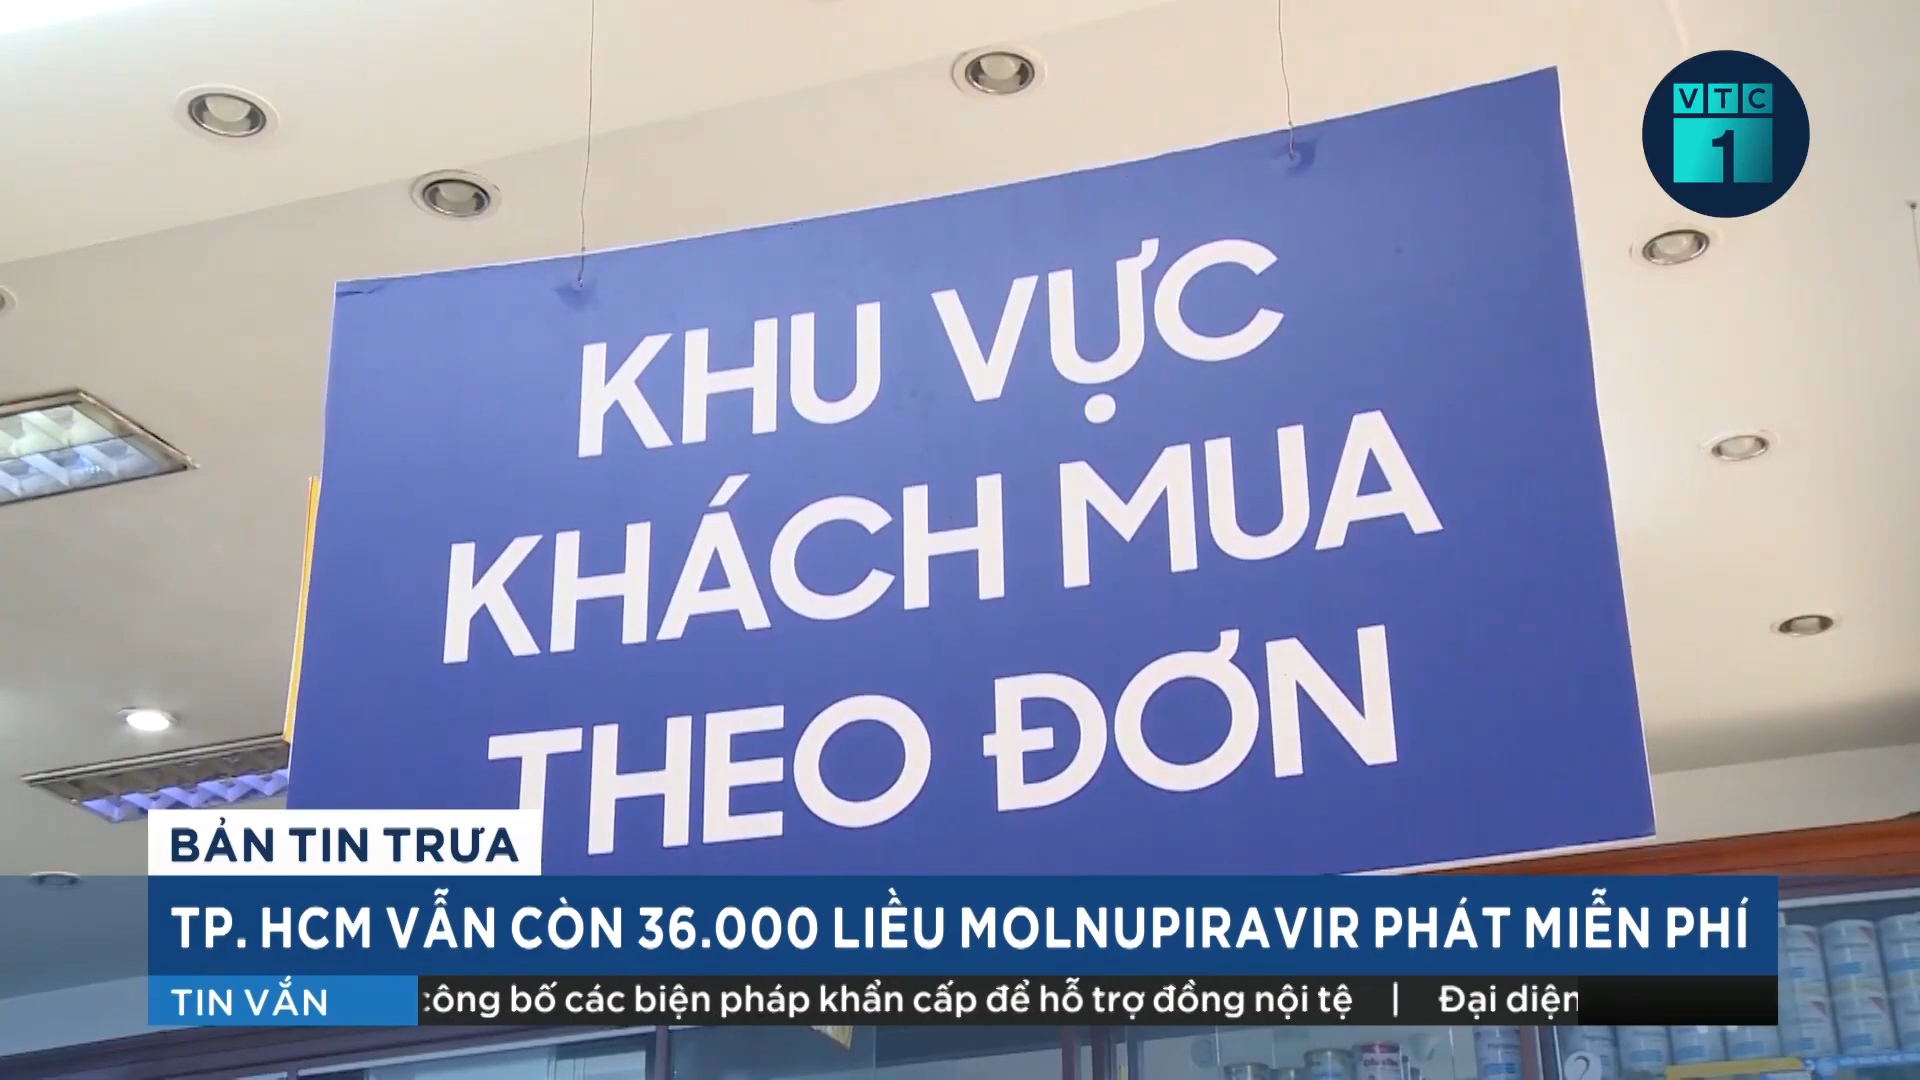 VTC
1
KHU VỰC
KHÁCH MUA
THEO ĐƠN
BẢN TIN TRƯA
TP. HCM VẪN CÒN 36.000 LIỀU MOLNUPIRAVIR PHÁT MIỄN PHÍ
TIN VẮN
công bố các biện pháp khẩn cấp để hỗ trợ đồng nội tệ | Đại diện